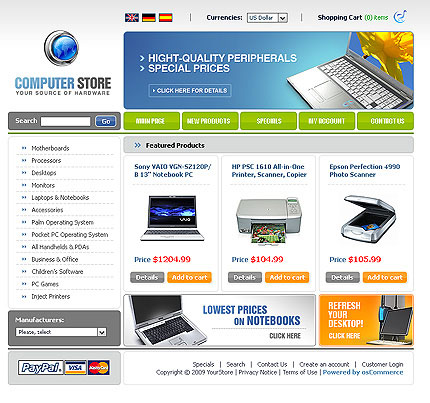 Currencies: US Dollar
Shopping Cart (0) items
COMPUTER STORE
YOUR SOURCE OF HARDWARE
HIGHT-QUALITY PERIPHERALS
SPECIAL PRICES
CLICK HERE FOR DETAILS
Search Go
MAIN PAGE NEW PRODUCTS SPECIALS MY ACCOUNT CONTACT US
Motherboards
Processors
Desktops
Monitors
Laptops & Notebooks
Accessories
Palm Operating System
Pocket PC Operating System
All Handhelds & PDAs
Business & Office
Children's Software
PC Games
Inject Printers
Manufacturers:
Please, select
Featured Products
Sony VAIO VGN-SZ120P/
B 13" Notebook PC
Price $1204.99
Details Add to cart
HP PSC 1610 All-in-One
Printer, Scanner, Copier
Price $104.99
Details Add to cart
Epson Perfection 4990
Photo Scanner
Price $105.99
Details Add to cart
LOWEST PRICES
ON NOTEBOOKS
CLICK HERE
REFRESH
YOUR
DESKTOP!
CLICK HERE
PayPal VISA MasterCard
Specials | Search | Contact Us | Create an account | Customer Login
Copyright © 2009 YourStore | Privacy Notice | Terms of Use | Powered by osCommerce